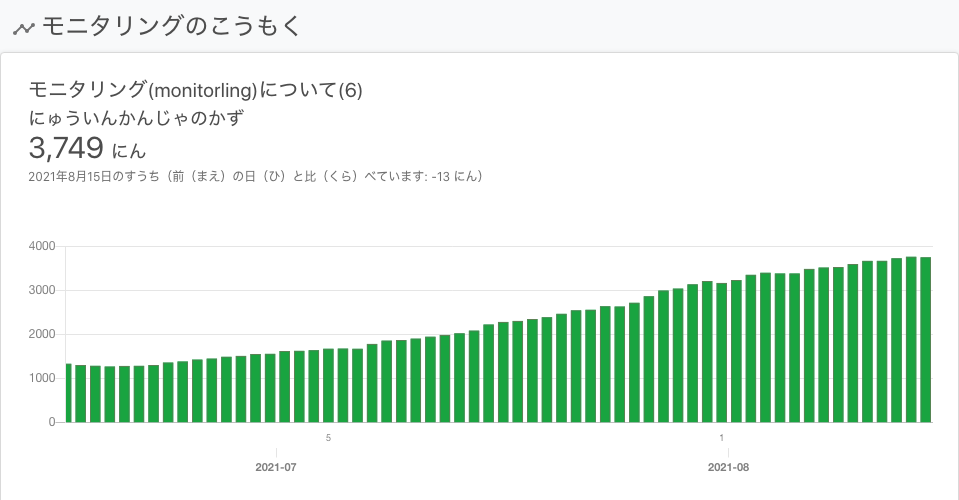 モニタリングのこうもく
モニタリング(monitorling)について(6)
にゅういんかんじゃのかず
3,749 にん
2021年8月15日のすうち（前（まえ）の日（ひ）と比（くら）べています: -13 にん）
4000
3000
2000
1000
0
5
1
2021-07
2021-08